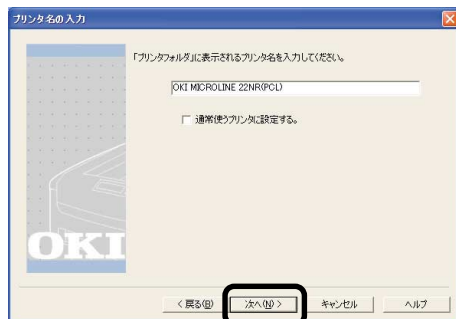 プリンタ名の入力
「プリンタフォルダ」に表示されるプリンタ名を入力してください。
OKI MICROLINE 22NR(PCL)
通常使うプリンタに設定する。
OKI
< 戻る(B)
次へ(N) >
キャンセル
ヘルプ